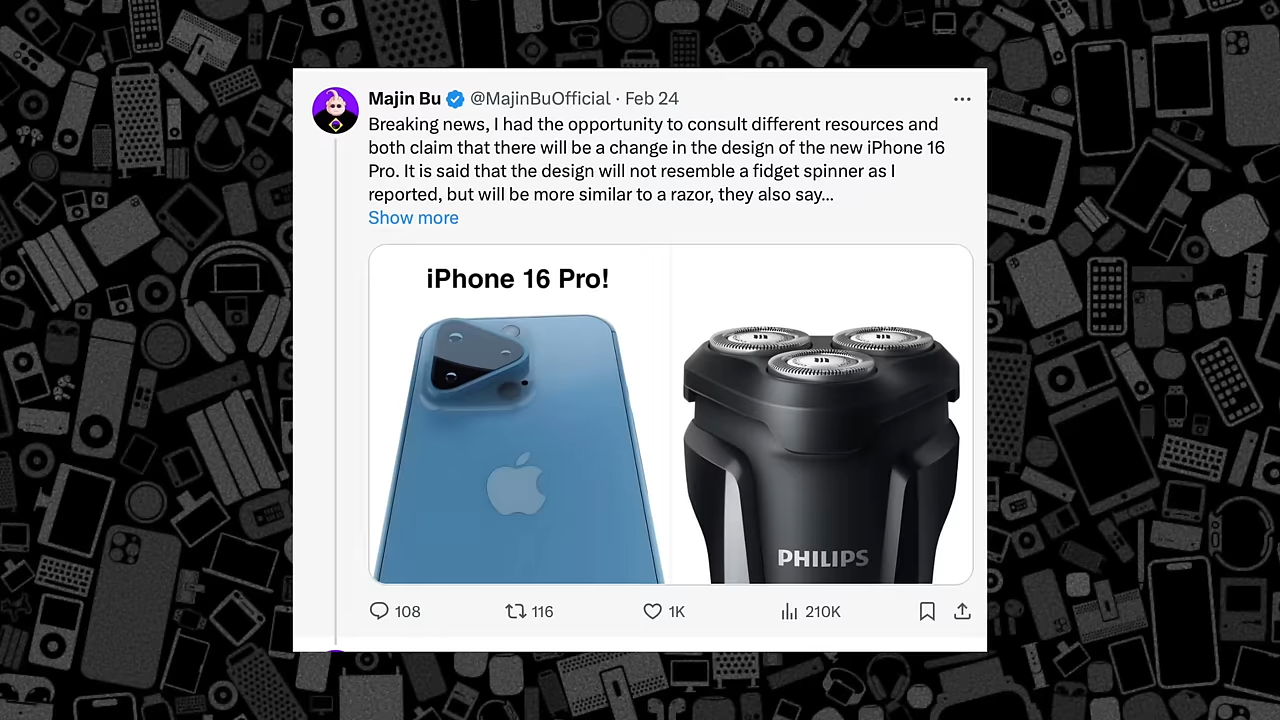 Majin Bu @MajinBuOfficial · Feb 24
Breaking news, I had the opportunity to consult different resources and
both claim that there will be a change in the design of the new iPhone 16
Pro. It is said that the design will not resemble a fidget spinner as I
reported, but will be more similar to a razor, they also say...
Show more
iPhone 16 Pro!
PHILIPS
108 116 1K 210K